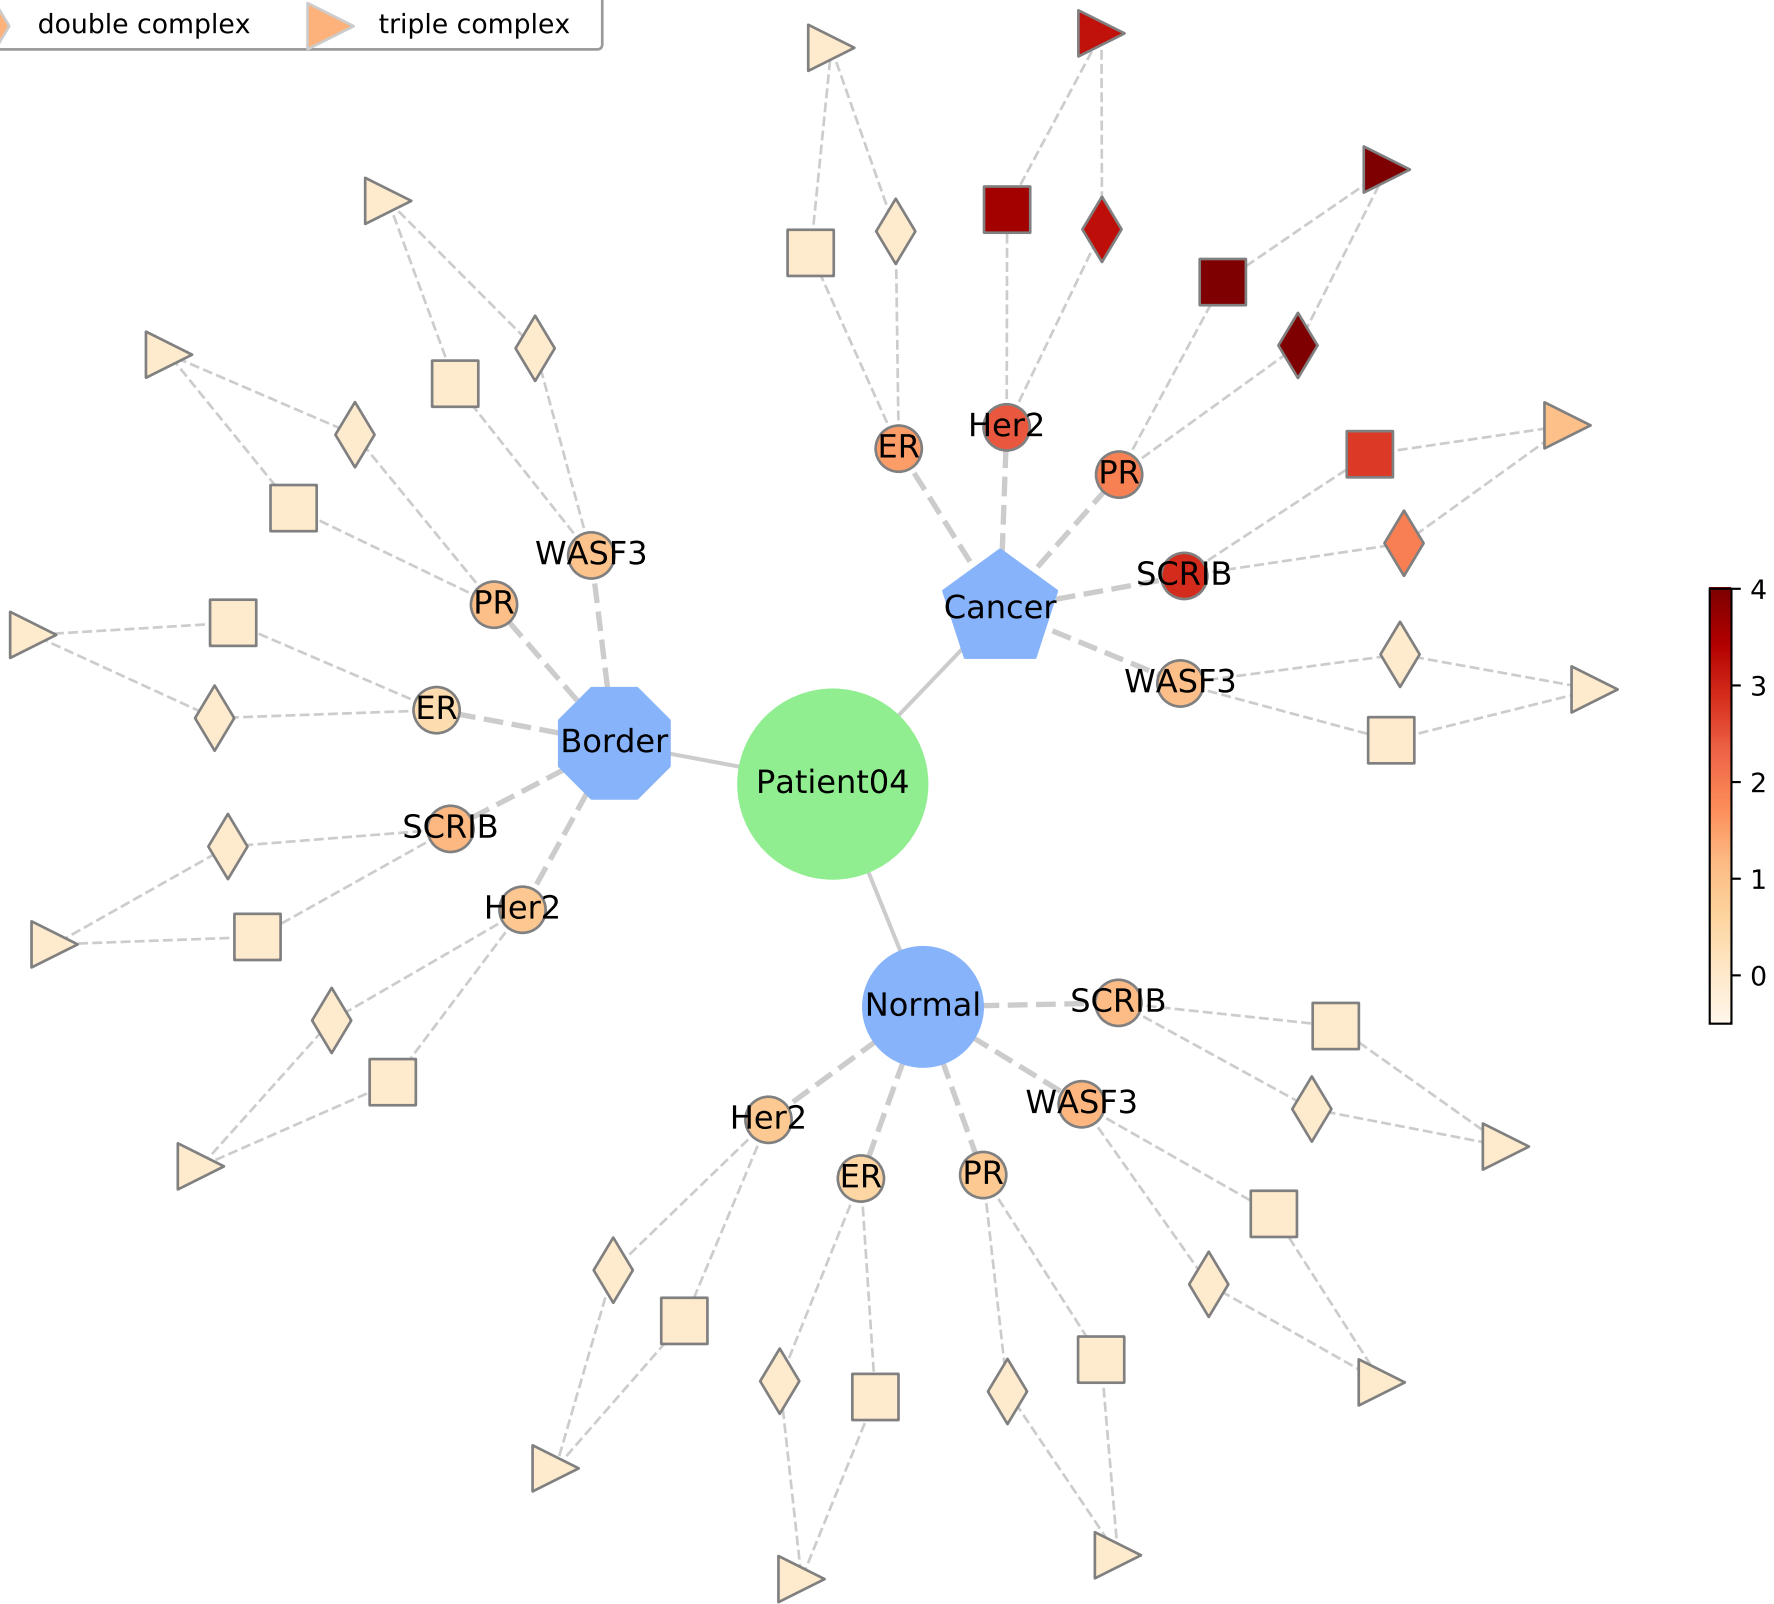 double complex
triple complex
ER
Her2
PR
SCRIB
WASF3
Cancer
WASF3
PR
ER
Border
SCRIB
Her2
Patient04
Normal
SCRIB
WASF3
Her2
ER
PR
4
3
2
1
0